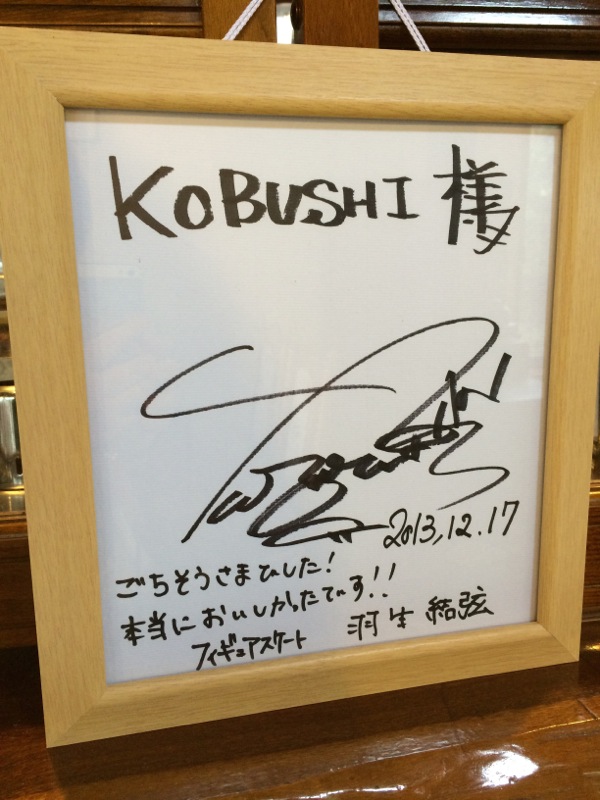 KOBUSHI 様
2013.12.17
ごちそうさまでした!
本当においしかったです!!
フィギュアスケート 羽生 結弦